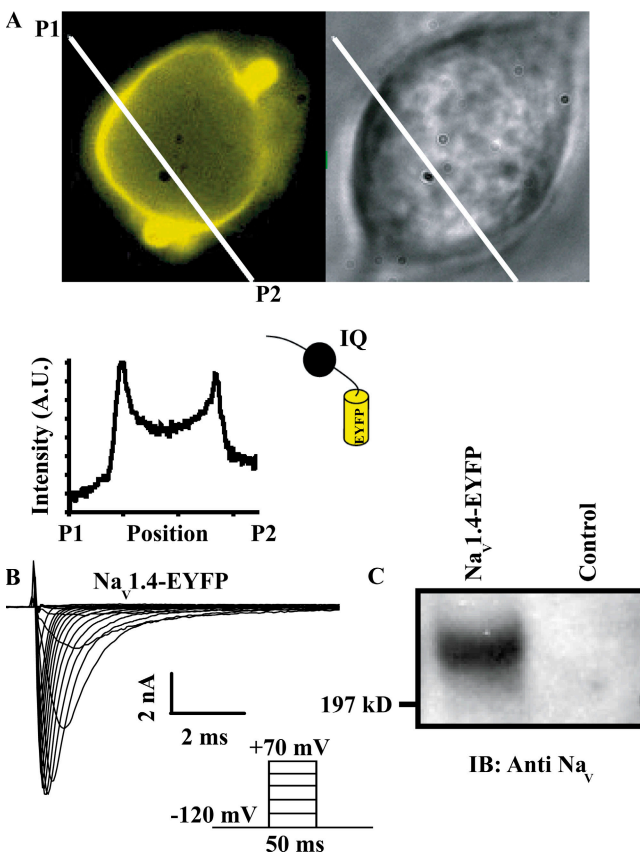 A
P1
P2
IQ
EYFP
Intensity (A.U.)
P1 Position P2
B
Nav1.4-EYFP
2 nA
2 ms
+70 mV
-120 mV
50 ms
C
Nav1.4-EYFP
Control
197 kD
IB: Anti Nav